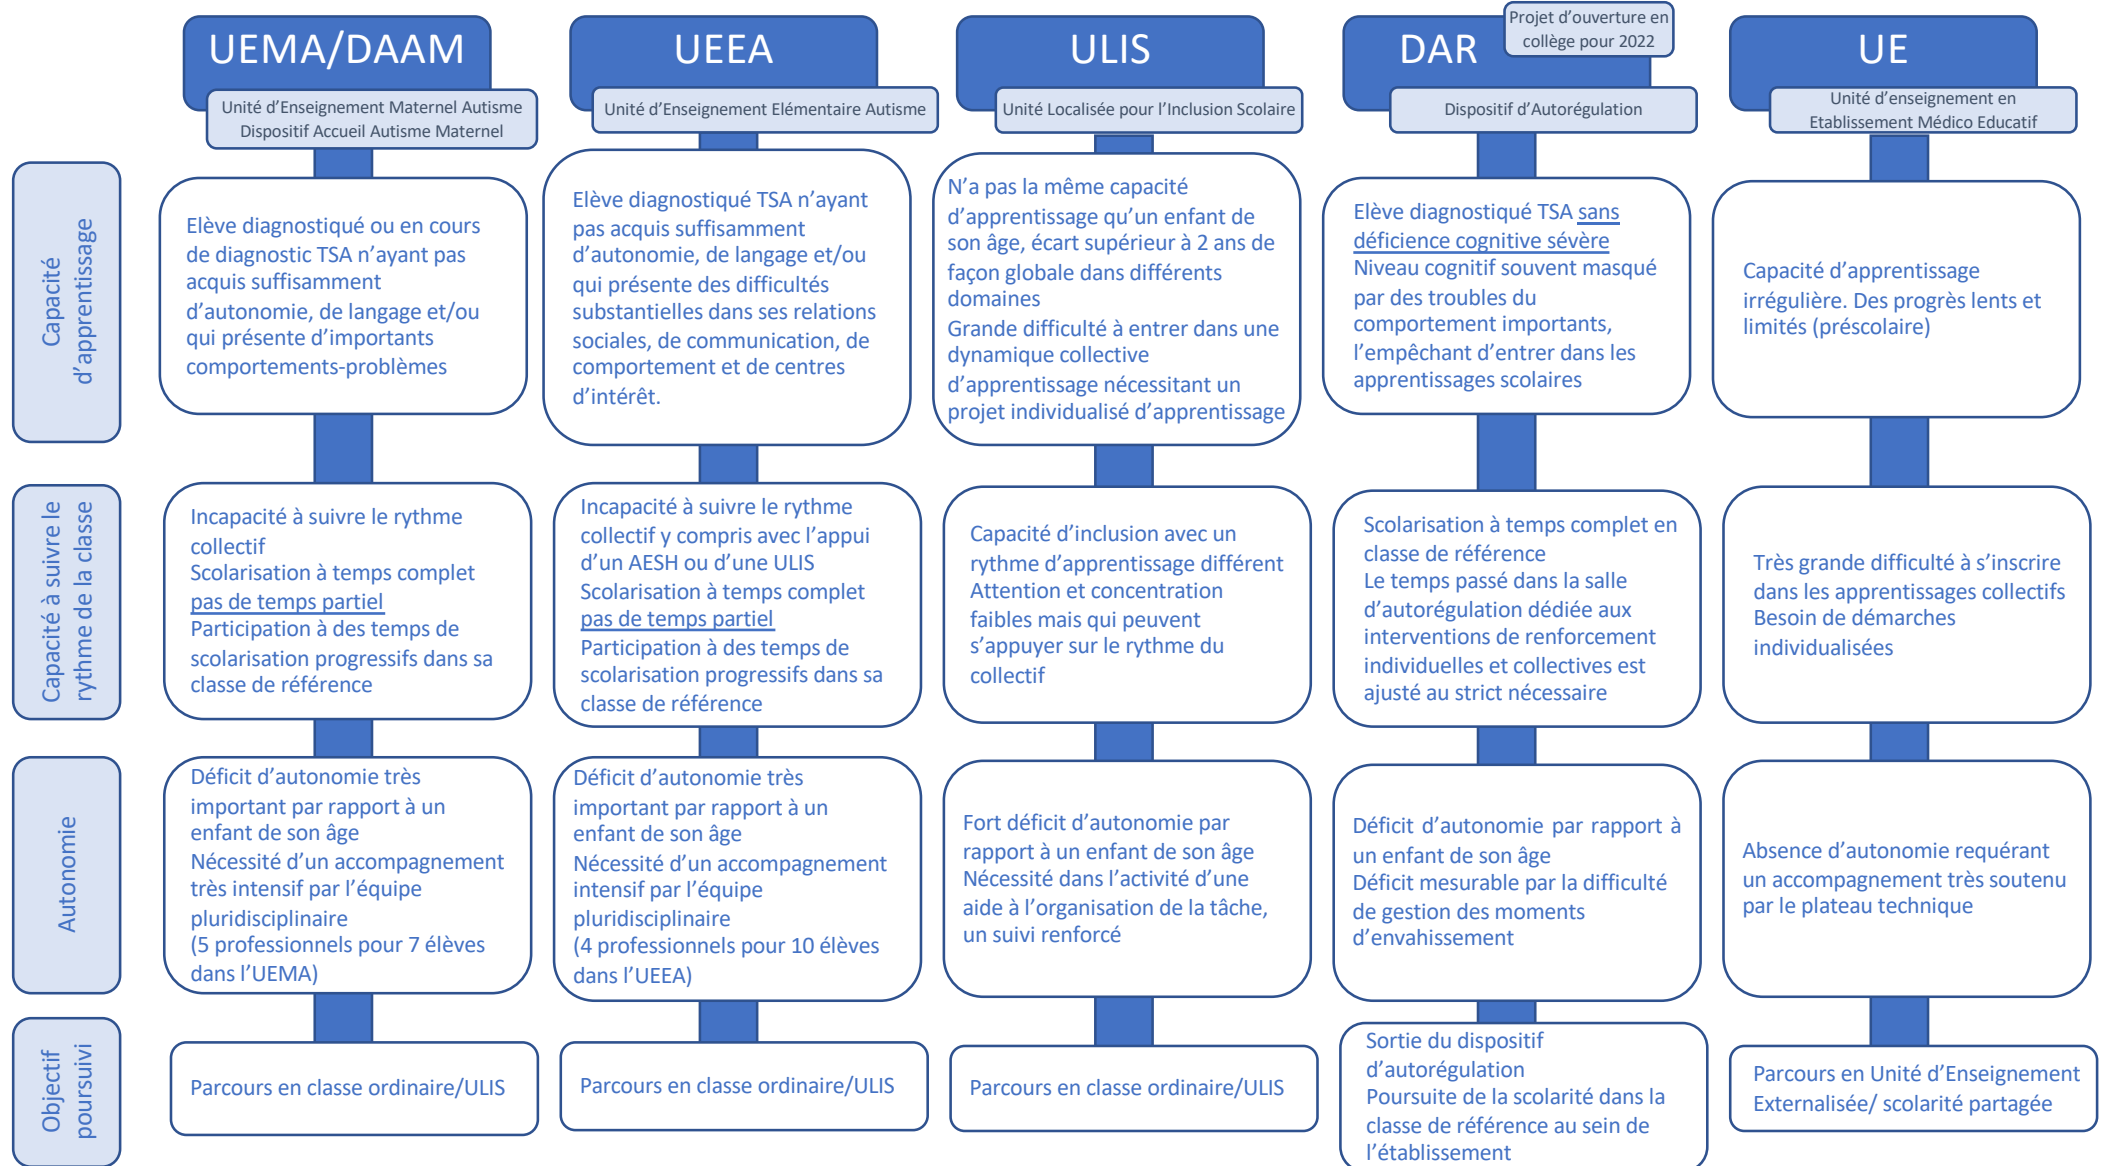 UEMA/DAAM
Unité d'Enseignement Maternel Autisme
Dispositif Accueil Autisme Maternel
UEEA
Unité d'Enseignement Elémentaire Autisme
ULIS
Unité Localisée pour l'Inclusion Scolaire
DAR
Projet d'ouverture en
collège pour 2022
Dispositif d'Autorégulation
UE
Unité d'enseignement en
Etablissement Médico Educatif
Capacité
d'apprentissage
Elève diagnostiqué ou en cours
de diagnostic TSA n'ayant pas
acquis suffisamment
d'autonomie, de langage et/ou
qui présente d'importants
comportements-problèmes
Elève diagnostiqué TSA n'ayant
pas acquis suffisamment
d'autonomie, de langage et/ou
qui présente des difficultés
substantielles dans ses relations
sociales, de communication, de
comportement et de centres
d'intérêt.
N'a pas la même capacité
d'apprentissage qu'un enfant de
son âge, écart supérieur à 2 ans de
façon globale dans différents
domaines
Grande difficulté à entrer dans une
dynamique collective
d'apprentissage nécessitant un
projet individualisé d'apprentissage
Elève diagnostiqué TSA sans
déficience cognitive sévère
Niveau cognitif souvent masqué
par des troubles du
comportement importants,
l'empêchant d'entrer dans les
apprentissages scolaires
Capacité d'apprentissage
irrégulière. Des progrès lents et
limités (préscolaire)
Capacité à suivre le
rythme de la classe
Incapacité à suivre le rythme
collectif
Scolarisation à temps complet
pas de temps partiel
Participation à des temps de
scolarisation progressifs dans sa
classe de référence
Incapacité à suivre le rythme
collectif y compris avec l'appui
d'un AESH ou d'une ULIS
Scolarisation à temps complet
pas de temps partiel
Participation à des temps de
scolarisation progressifs dans sa
classe de référence
Capacité d'inclusion avec un
rythme d'apprentissage différent
Attention et concentration
faibles mais qui peuvent
s'appuyer sur le rythme du
collectif
Scolarisation à temps complet en
classe de référence
Le temps passé dans la salle
d'autorégulation dédiée aux
interventions de renforcement
individuelles et collectives est
ajusté au strict nécessaire
Très grande difficulté à s'inscrire
dans les apprentissages collectifs
Besoin de démarches
individualisées
Autonomie
Déficit d'autonomie très
important par rapport à un
enfant de son âge
Nécessité d'un accompagnement
très intensif par l'équipe
pluridisciplinaire
(5 professionnels pour 7 élèves
dans l'UEMA)
Déficit d'autonomie très
important par rapport à un
enfant de son âge
Nécessité d'un accompagnement
intensif par l'équipe
pluridisciplinaire
(4 professionnels pour 10 élèves
dans l'UEEA)
Fort déficit d'autonomie par
rapport à un enfant de son âge
Nécessité dans l'activité d'une
aide à l'organisation de la tâche,
un suivi renforcé
Déficit d'autonomie par rapport à
un enfant de son âge
Déficit mesurable par la difficulté
de gestion des moments
d'envahissement
Absence d'autonomie requérant
un accompagnement très soutenu
par le plateau technique
Objectif
poursuivi
Parcours en classe ordinaire/ULIS
Parcours en classe ordinaire/ULIS
Parcours en classe ordinaire/ULIS
Sortie du dispositif
d'autorégulation
Poursuite de la scolarité dans la
classe de référence au sein de
l'établissement
Parcours en Unité d'Enseignement
Externalisée/ scolarité partagée